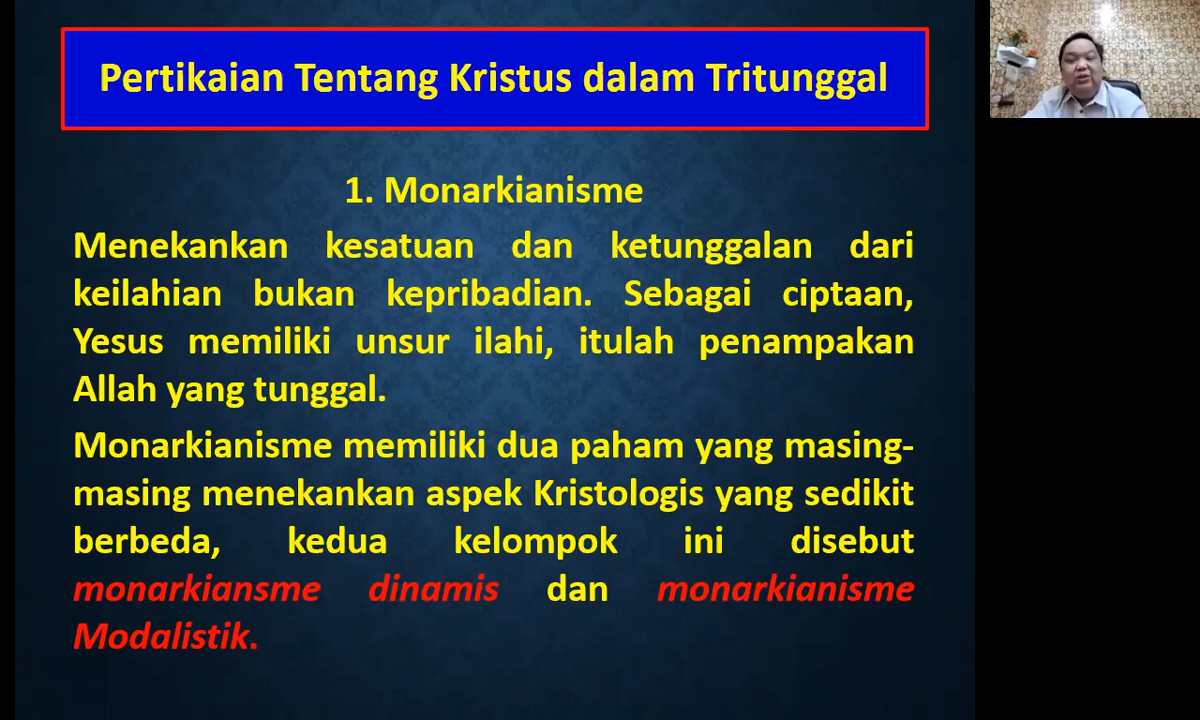 Pertikaian Tentang Kristus dalam Tritunggal
1. Monarkianisme
Menekankan kesatuan dan ketunggalan dari
keilahian bukan kepribadian. Sebagai ciptaan,
Yesus memiliki unsur ilahi, itulah penampakan
Allah yang tunggal.
Monarkianisme memiliki dua paham yang masing-
masing menekankan aspek Kristologis yang sedikit
berbeda, kedua kelompok ini disebut
monarkiansme dinamis dan monarkianisme
Modalistik.